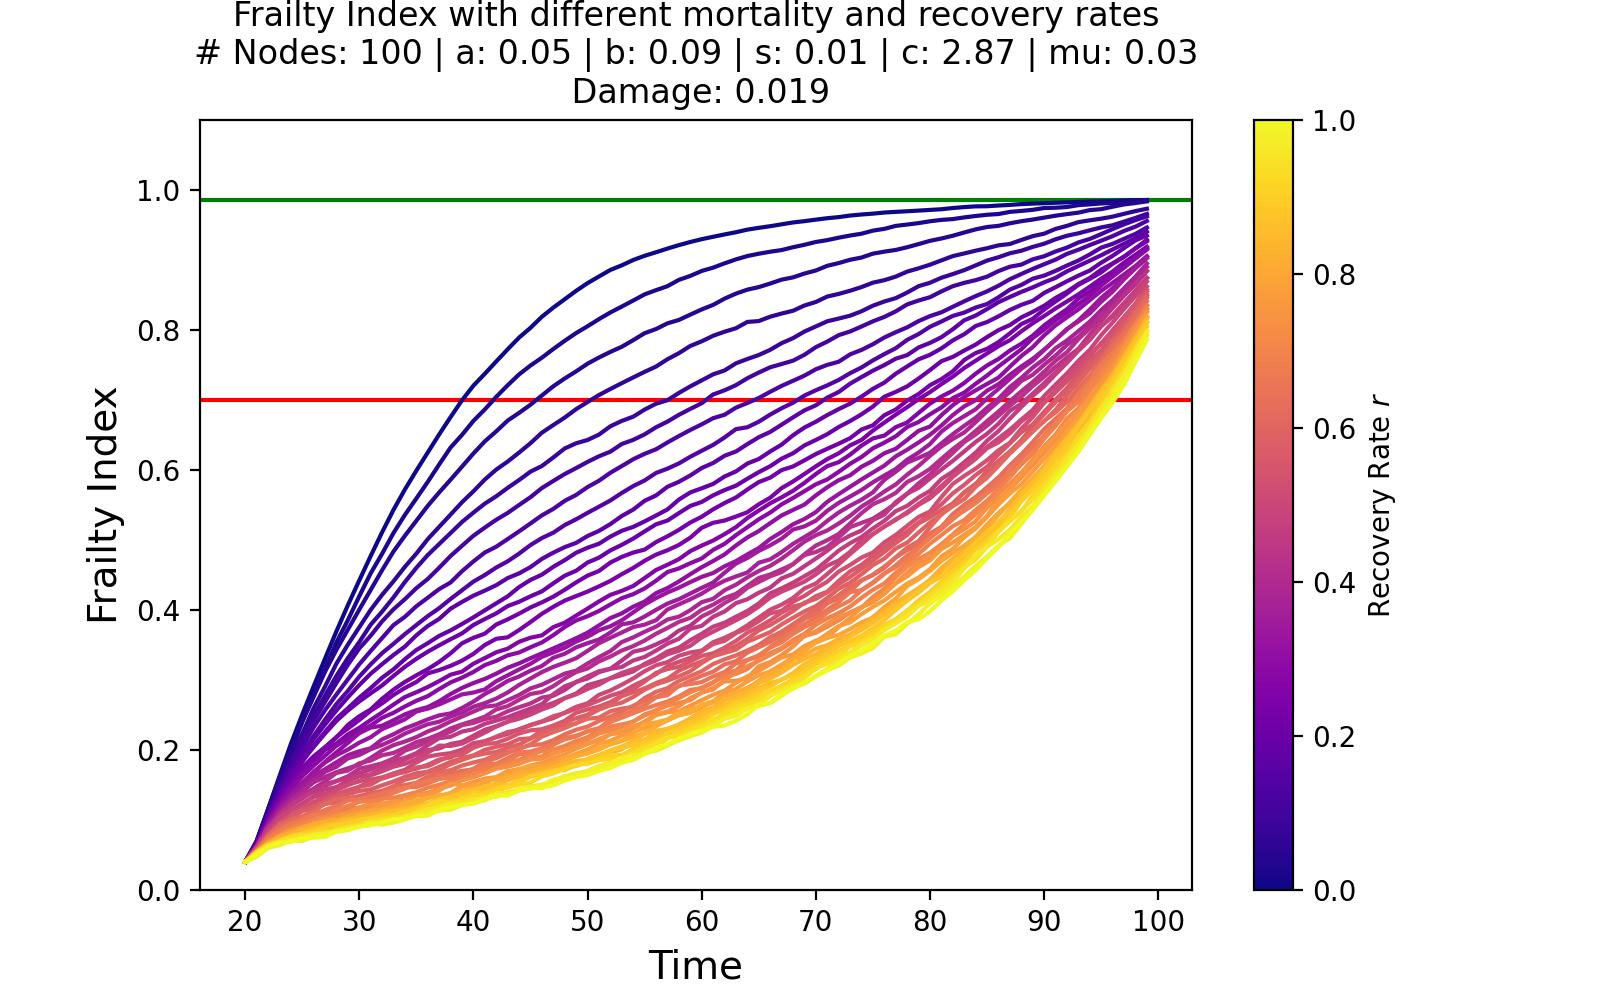 Frailty Index with different mortality and recovery rates
# Nodes: 100 | a: 0.05 | b: 0.09 | s: 0.01 | c: 2.87 | mu: 0.03
Damage: 0.019
Frailty Index
1.0
0.8
0.6
0.4
0.2
0.0
20 30 40 50 60 70 80 90 100
Time
1.0
0.8
0.6
0.4
0.2
0.0
Recovery Rate r